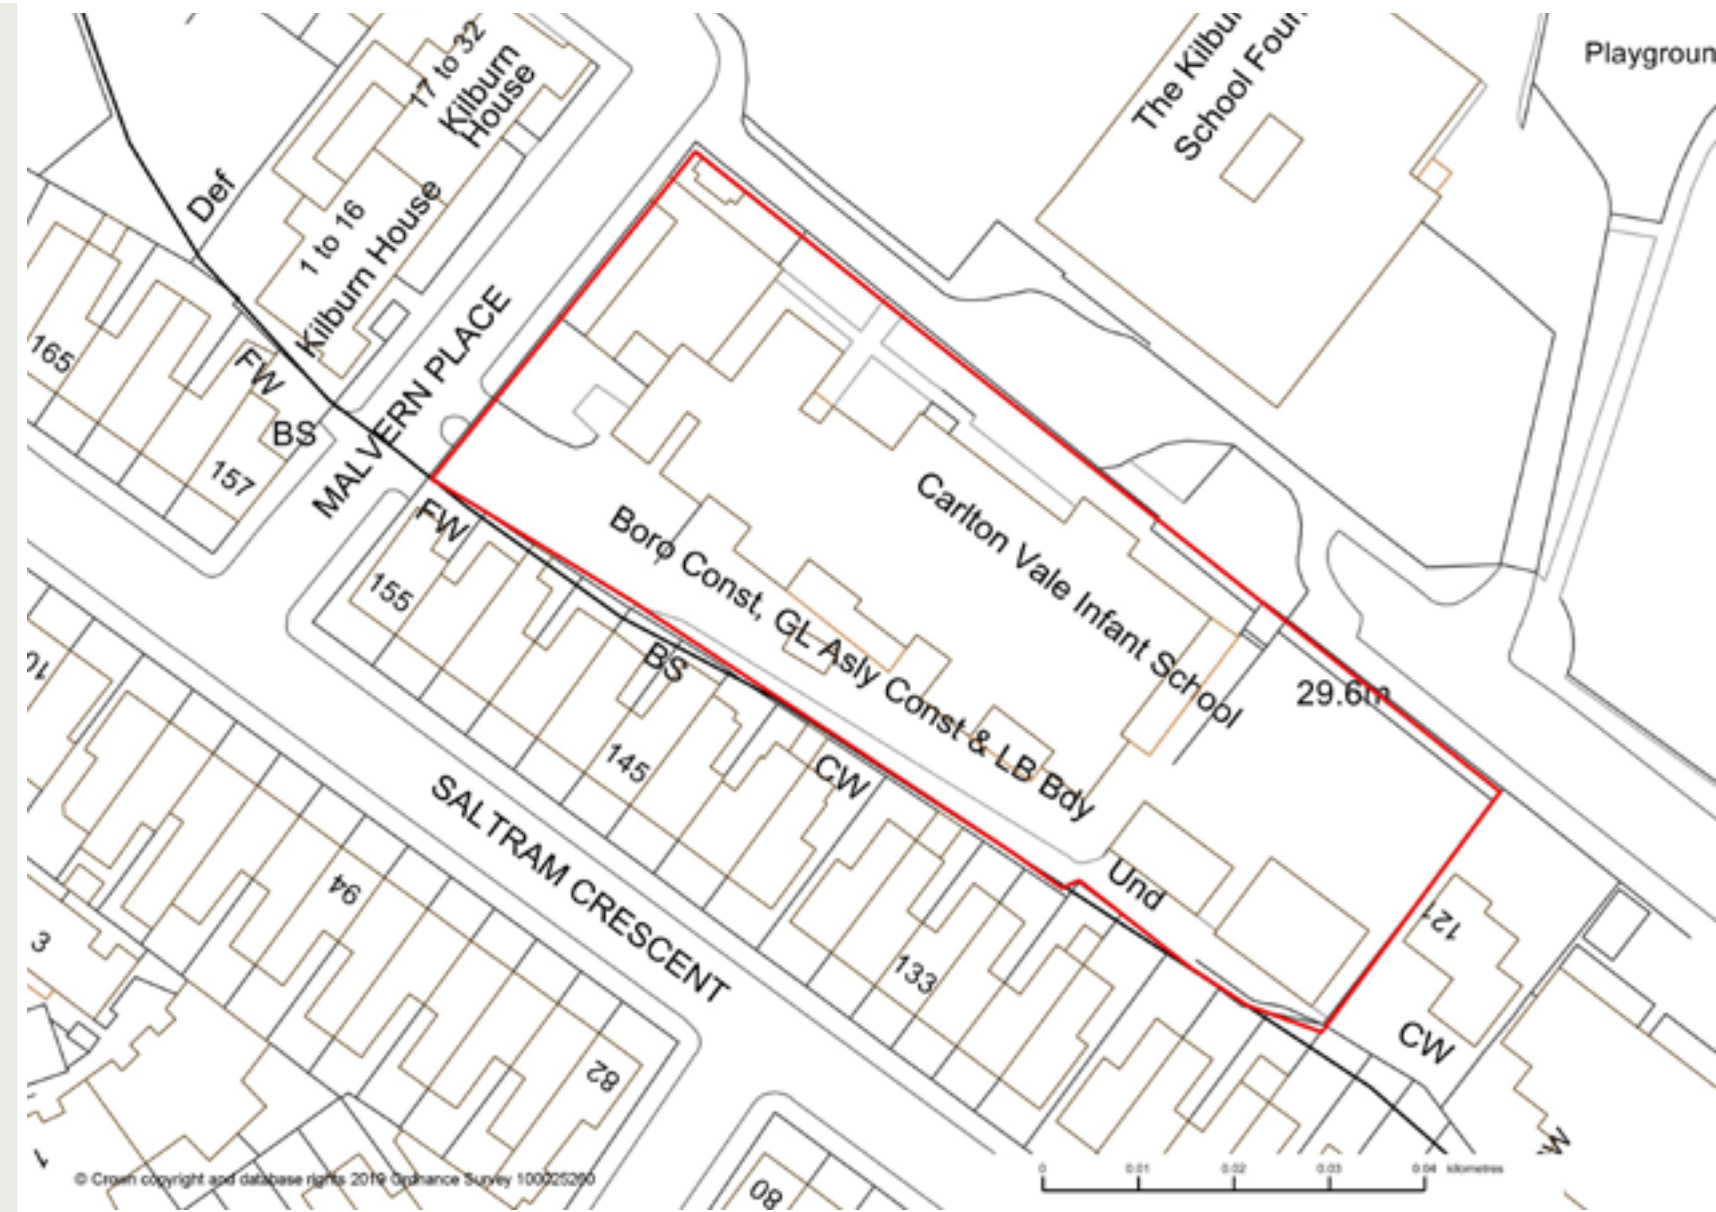 17 to 32
Kilburn
House
The Kilbu
School Foun
Playgroun
Def
1 to 16
Kilburn House
165
FW
BS
157
MALVERN PLACE
FW
155
Boro Const, GL Asly Const & LB Bdy
Carlton Vale Infant School
29.6m
BS
145
CW
Und
133
121
CW
10
SALTRAM CRESCENT
94
3
82
80
© Crown copyright and database rights 2019 Ordnance Survey 100025260
0 0.01 0.02 0.03 0.04 kilometres